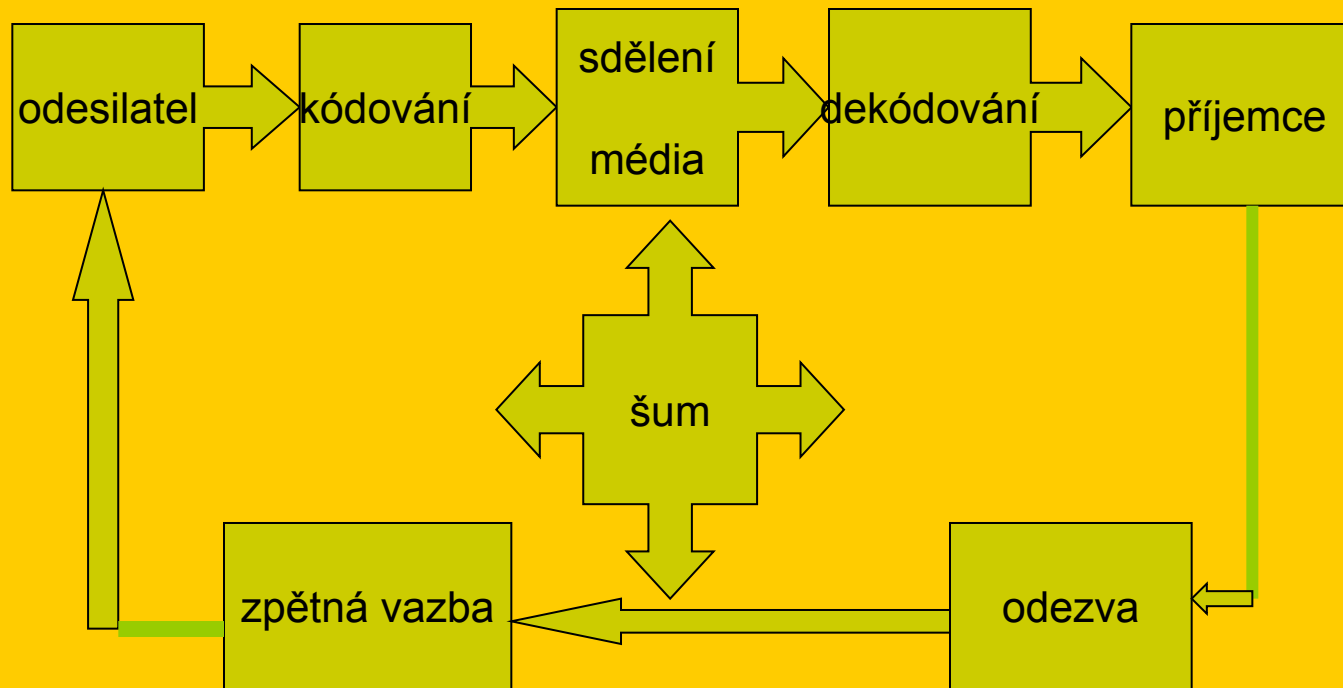 odesilatel
kódování
sdělení
média
dekódování
příjemce
šum
zpětná vazba
odezva